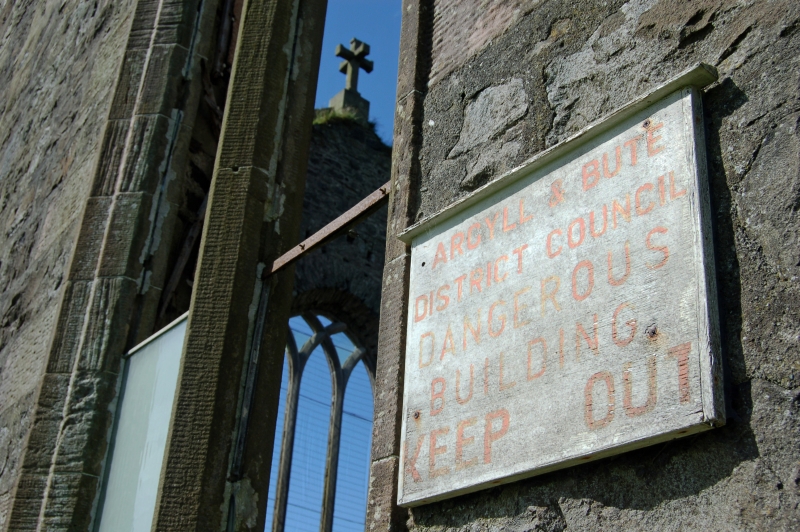 ARGYLL & BUTE
DISTRICT COUNCIL
DANGEROUS
BUILDING
KEEP OUT